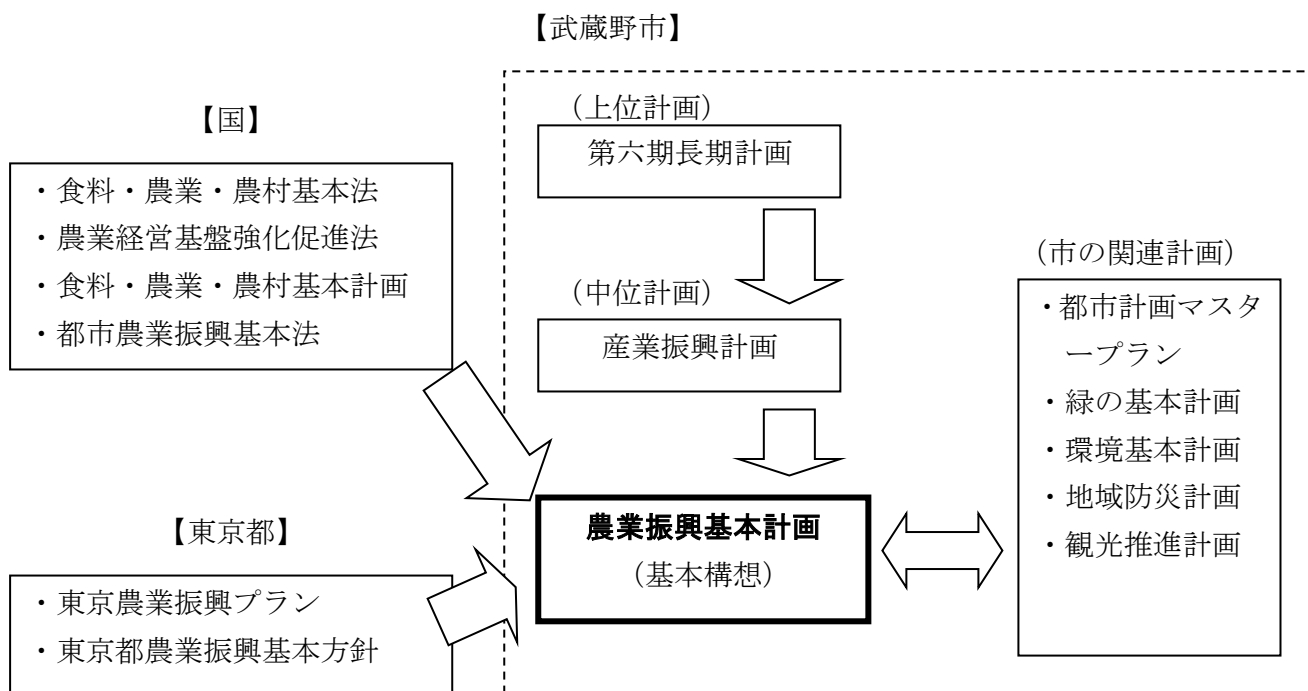 【武蔵野市】
【国】
・食料・農業・農村基本法
・農業経営基盤強化促進法
・食料・農業・農村基本計画
・都市農業振興基本法
【東京都】
・東京農業振興プラン
・東京都農業振興基本方針
（上位計画）
第六期長期計画
（中位計画）
産業振興計画
農業振興基本計画
（基本構想）
（市の関連計画）
・都市計画マスタ
ープラン
・緑の基本計画
・環境基本計画
・地域防災計画
・観光推進計画